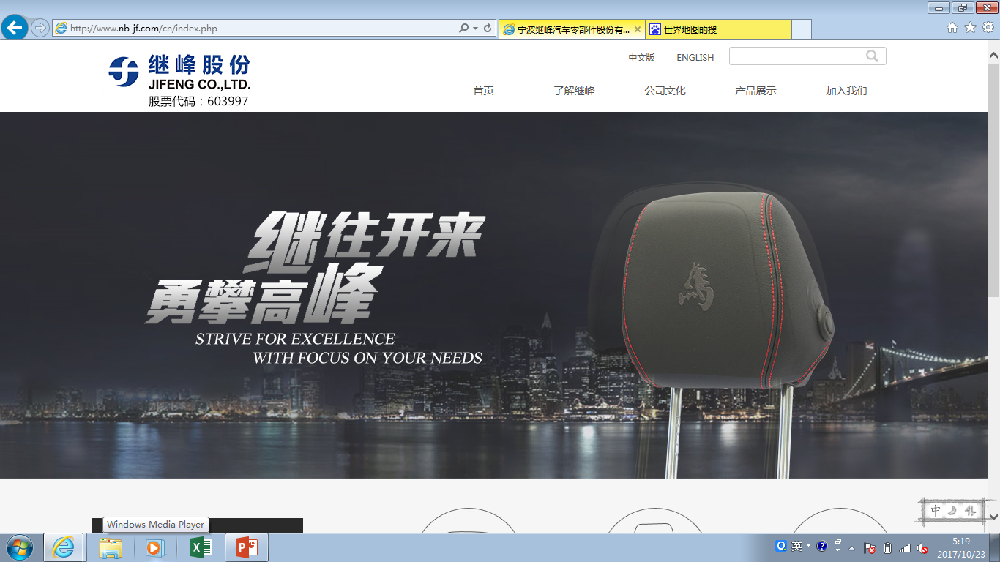 http://www.nb-jf.com/cn/index.php
宁波继峰汽车零部件股份有...
世界地图的搜
继峰股份
JIFENG CO.,LTD.
股票代码：603997
中文版 ENGLISH
首页 了解继峰 公司文化 产品展示 加入我们
继往开来
勇攀高峰
STRIVE FOR EXCELLENCE
WITH FOCUS ON YOUR NEEDS
中
Windows Media Player
英
5:19
2017/10/23